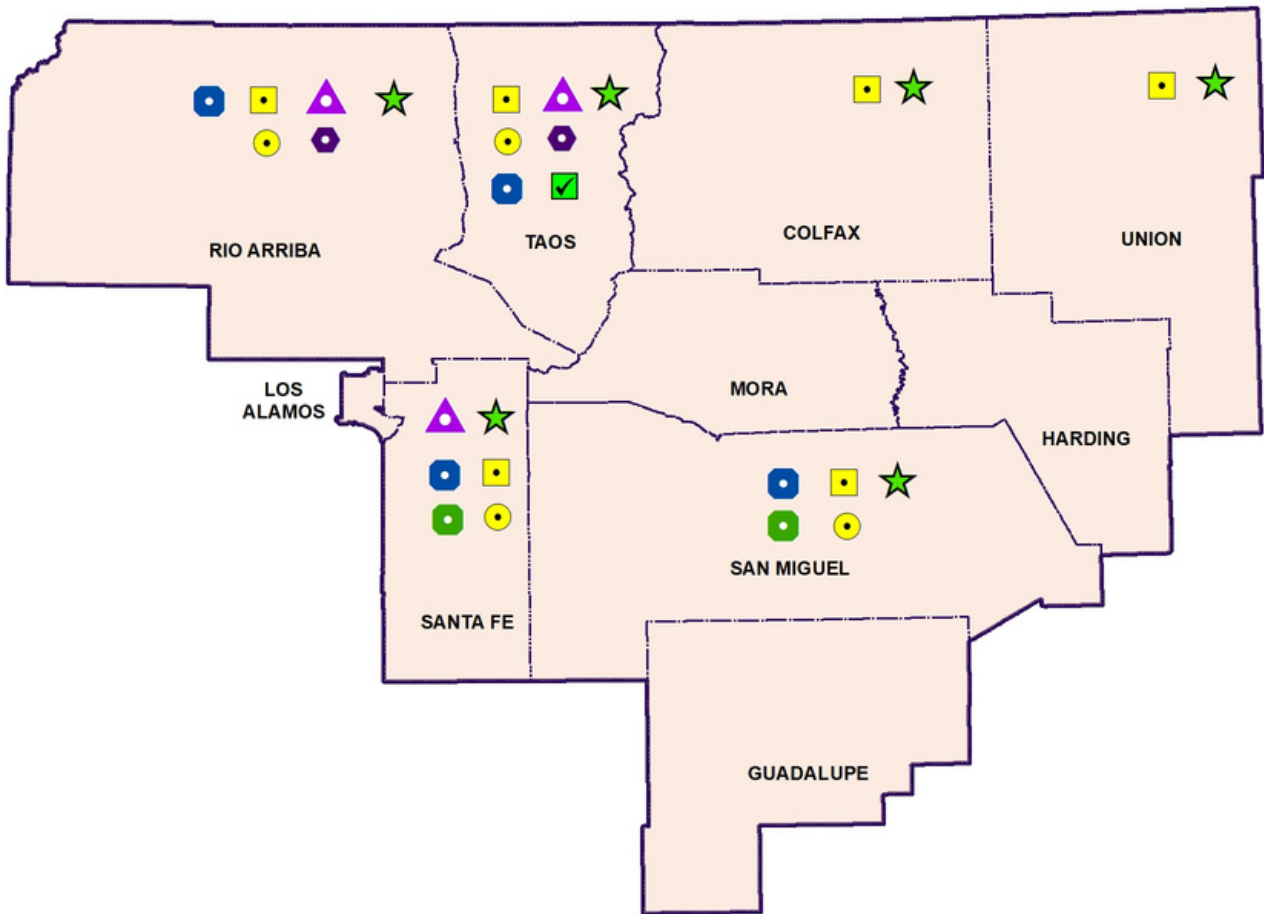 RIO ARRIBA
TAOS
COLFAX
UNION
LOS
ALAMOS
MORA
HARDING
SAN MIGUEL
SANTA FE
GUADALUPE